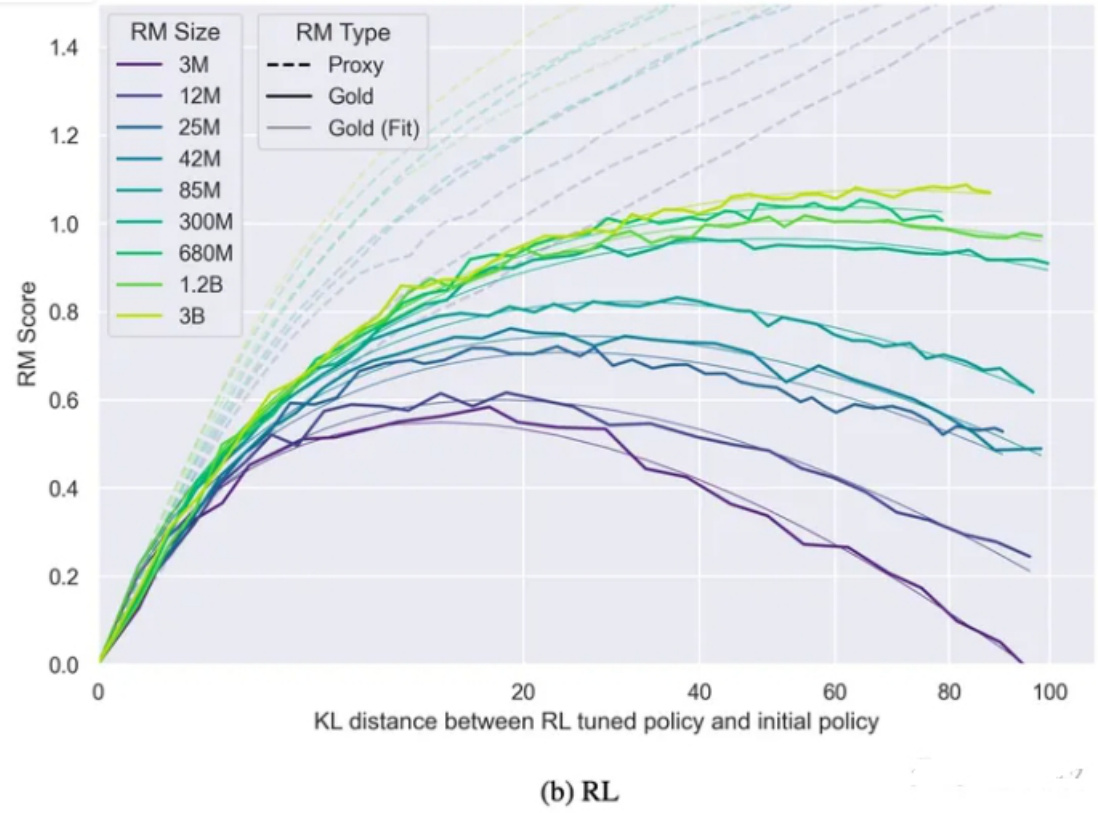 RM Size
3M
12M
25M
42M
85M
300M
680M
1.2B
3B
RM Type
Proxy
Gold
Gold (Fit)
RM Score
1.4
1.2
1.0
0.8
0.6
0.4
0.2
0.0
0 20 40 60 80 100
KL distance between RL tuned policy and initial policy
(b) RL